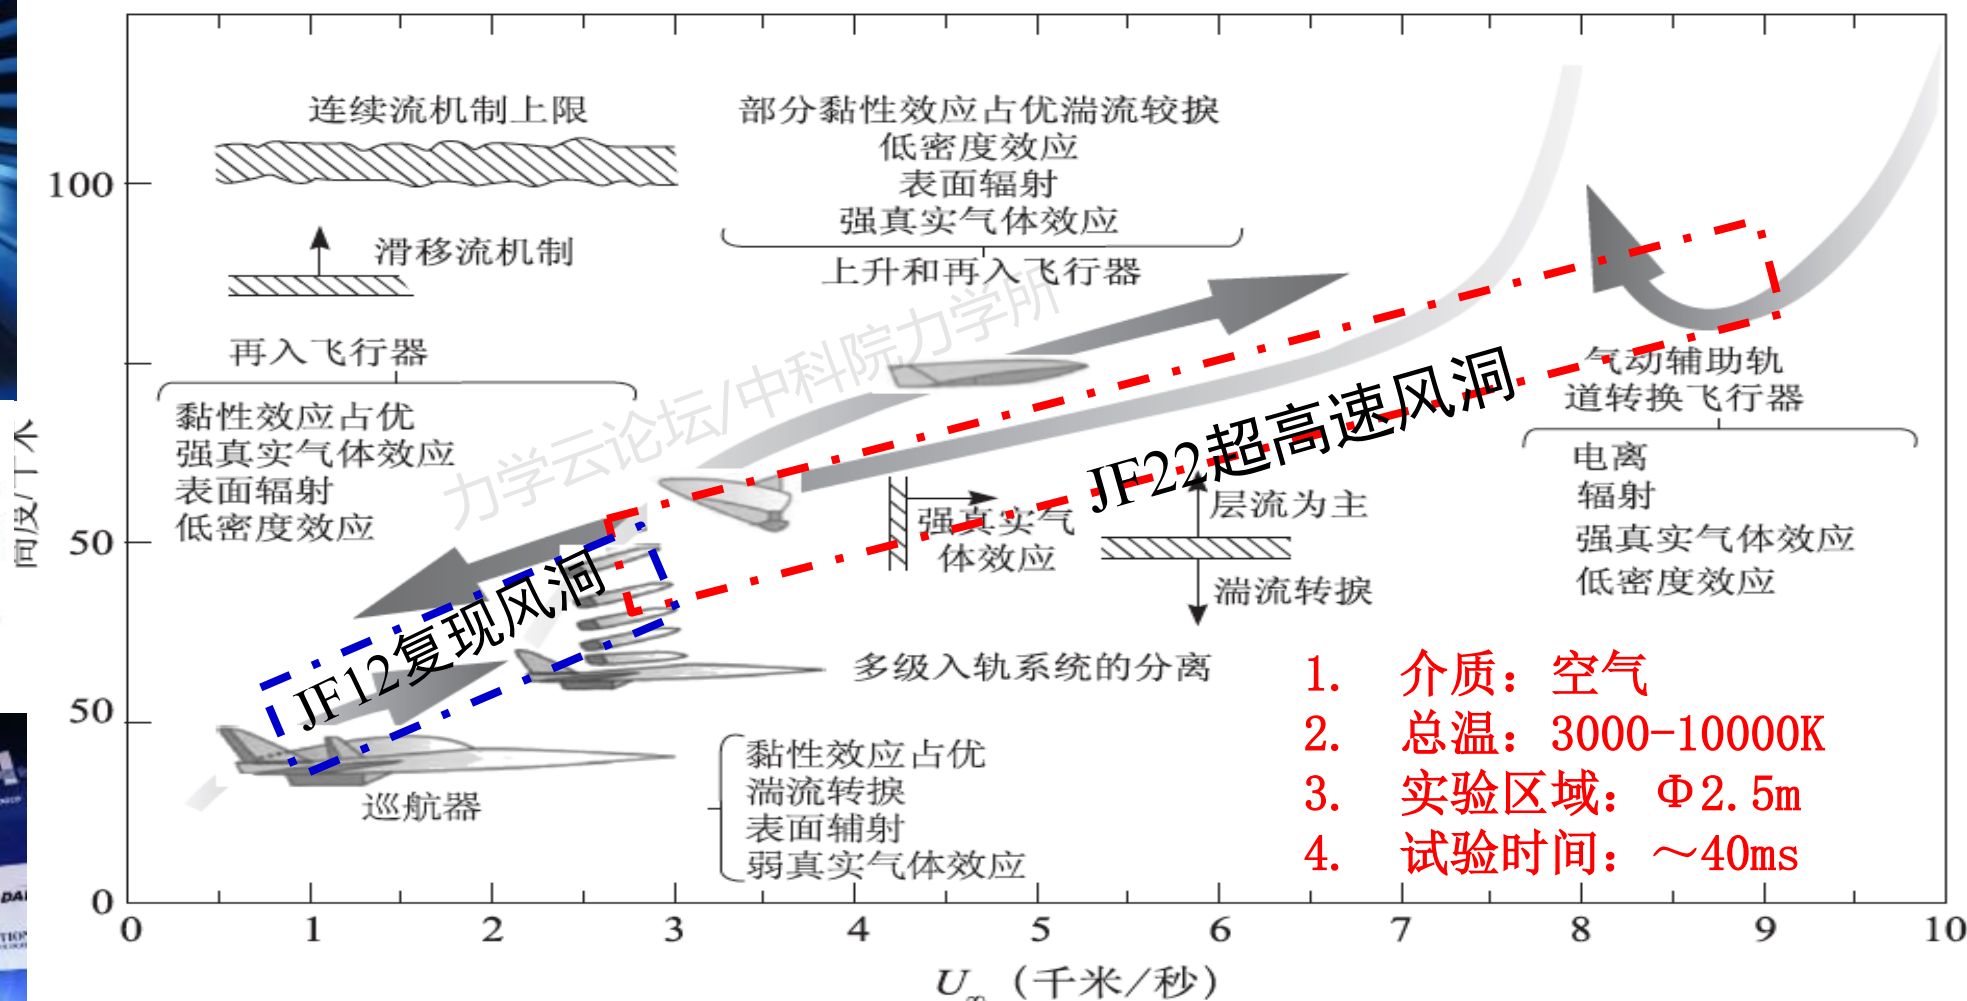 连续流机制上限
部分黏性效应占优湍流较捩
低密度效应
表面辐射
强真实气体效应
上升和再入飞行器
100
滑移流机制
再入飞行器
黏性效应占优
强真实气体效应
表面辐射
低密度效应
力学云论坛/中科院力学所
气动辅助轨
道转换飞行器
电离
辐射
强真实气体效应
低密度效应
JF22超高速风洞
强真实气
体效应
层流为主
湍流转捩
50
高度/千米
JF12复现风洞
多级入轨系统的分离
50
巡航器
黏性效应占优
湍流转捩
表面辅射
弱真实气体效应
1. 介质：空气
2. 总温：3000-10000K
3. 实验区域：Φ2.5m
4. 试验时间：～40ms
0
0 1 2 3 4 5 6 7 8 9 10
U∞（千米/秒）